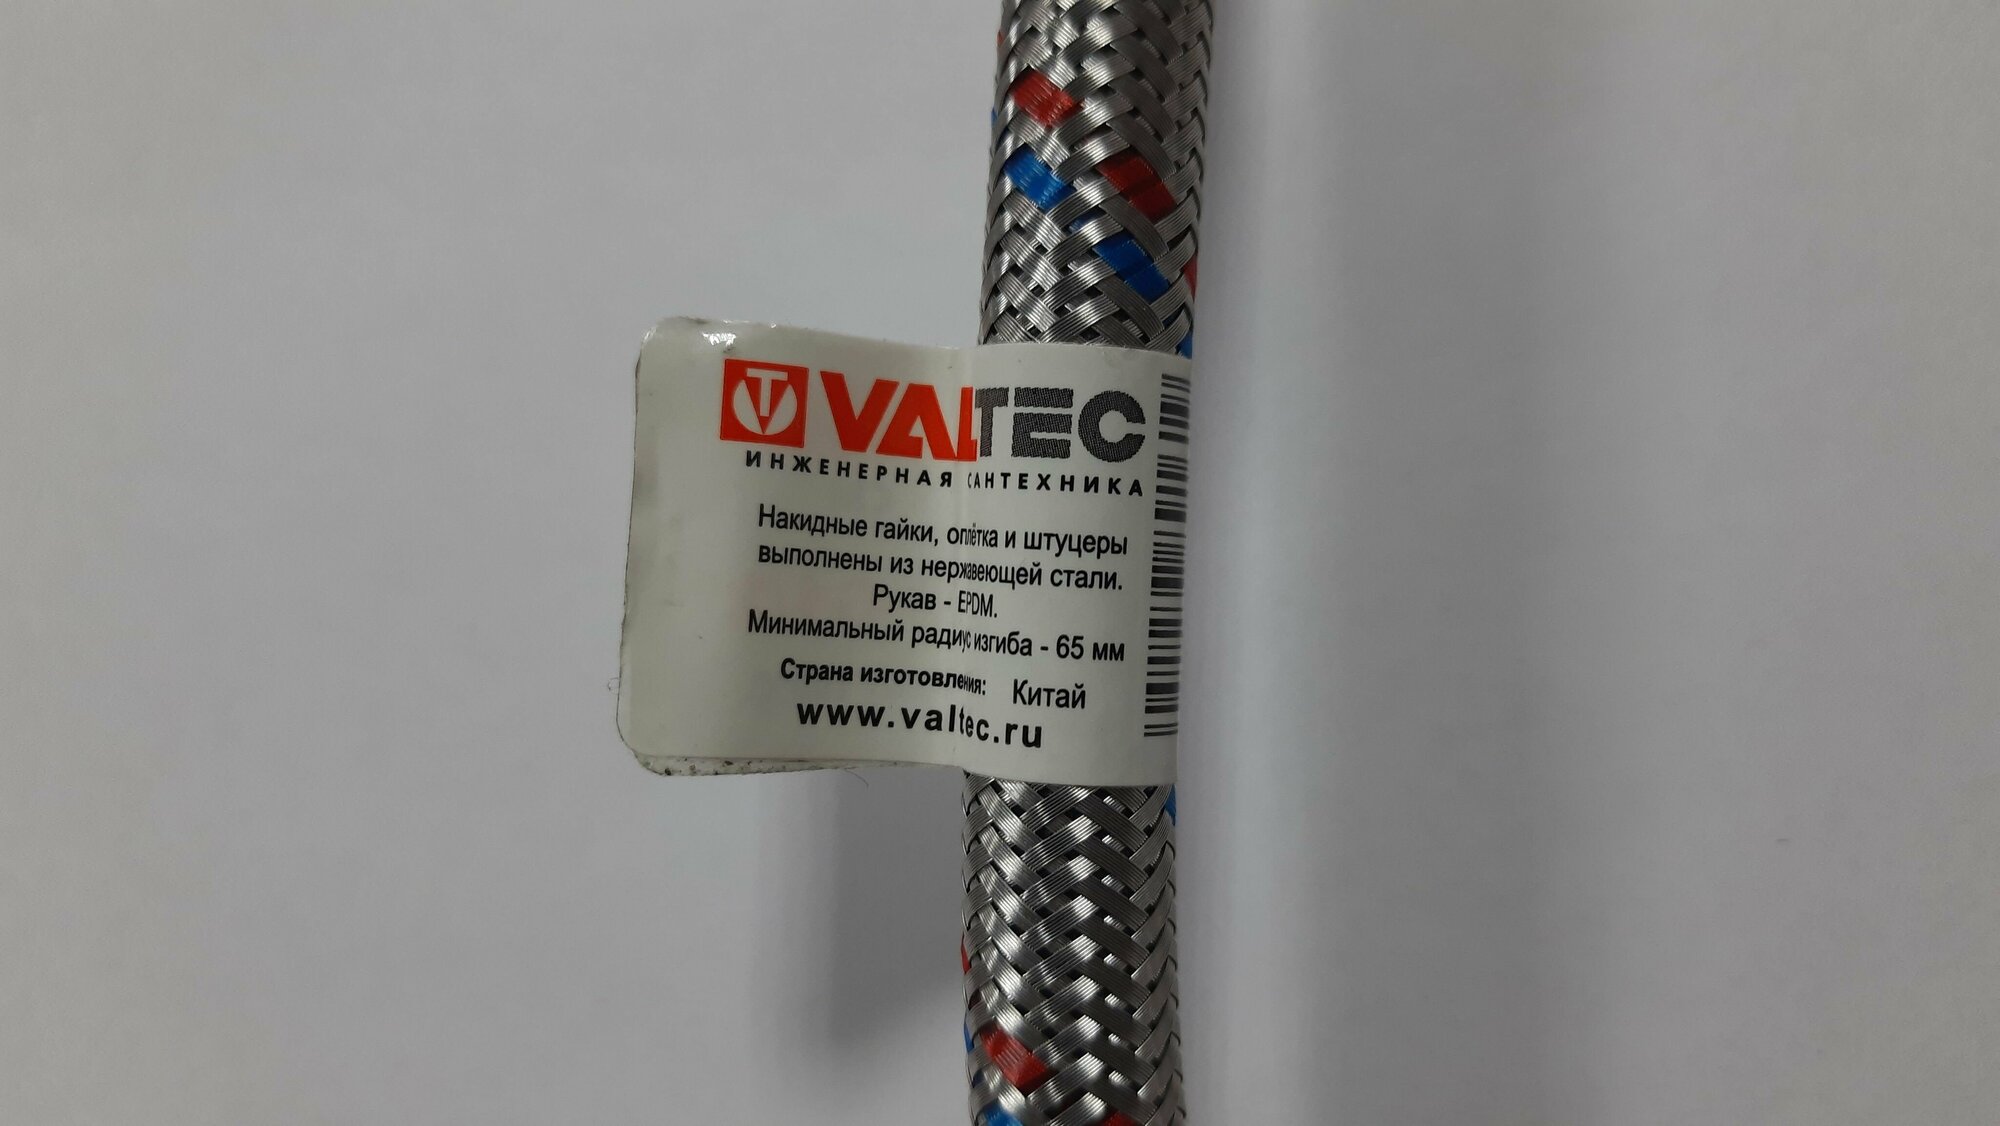 VALTEC
ИНЖЕНЕРНАЯ САНТЕХНИКА
Накидные гайки, оплётка и штуцеры
выполнены из нержавеющей стали.
Рукав - EPDM.
Минимальный радиус изгиба - 65 мм
Страна изготовления: Китай
www.valtec.ru